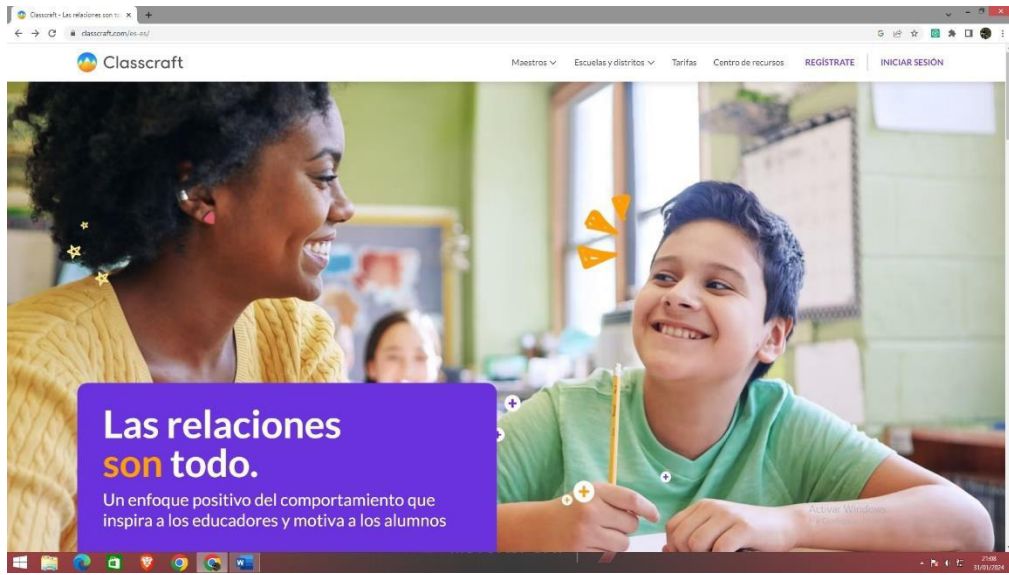 Classcraft - Las relaciones son to
classcraft.com/es-es/
Classcraft
Maestros
Escuelas y distritos
Tarifas
Centro de recursos
REGÍSTRATE
INICIAR SESIÓN
Las relaciones
son todo.
Un enfoque positivo del comportamiento que
inspira a los educadores y motiva a los alumnos
Activar Windows
21:08
31/01/2024